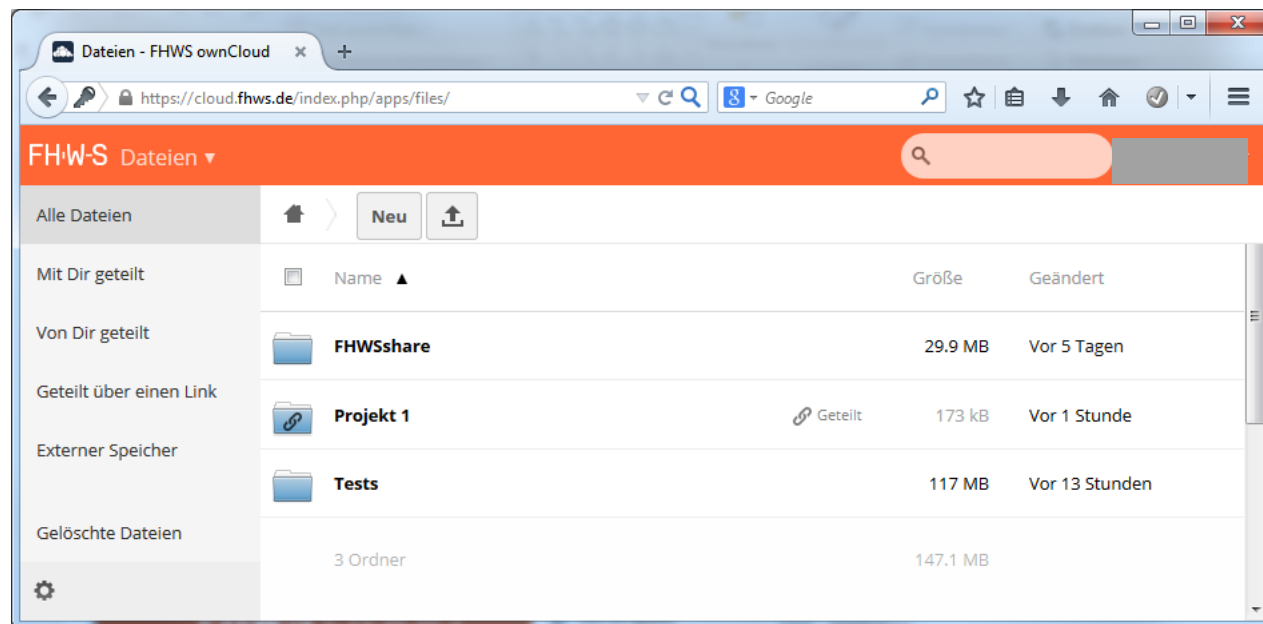 Dateien - FHWS ownCloud
https://cloud.fhws.de/index.php/apps/files/
Google
FH·W-S Dateien
Alle Dateien
Neu
Mit Dir geteilt
Name Größe Geändert
Von Dir geteilt
FHWSshare 29.9 MB Vor 5 Tagen
Geteilt über einen Link
Projekt 1 Geteilt 173 kB Vor 1 Stunde
Externer Speicher
Tests 117 MB Vor 13 Stunden
Gelöschte Dateien
3 Ordner 147.1 MB